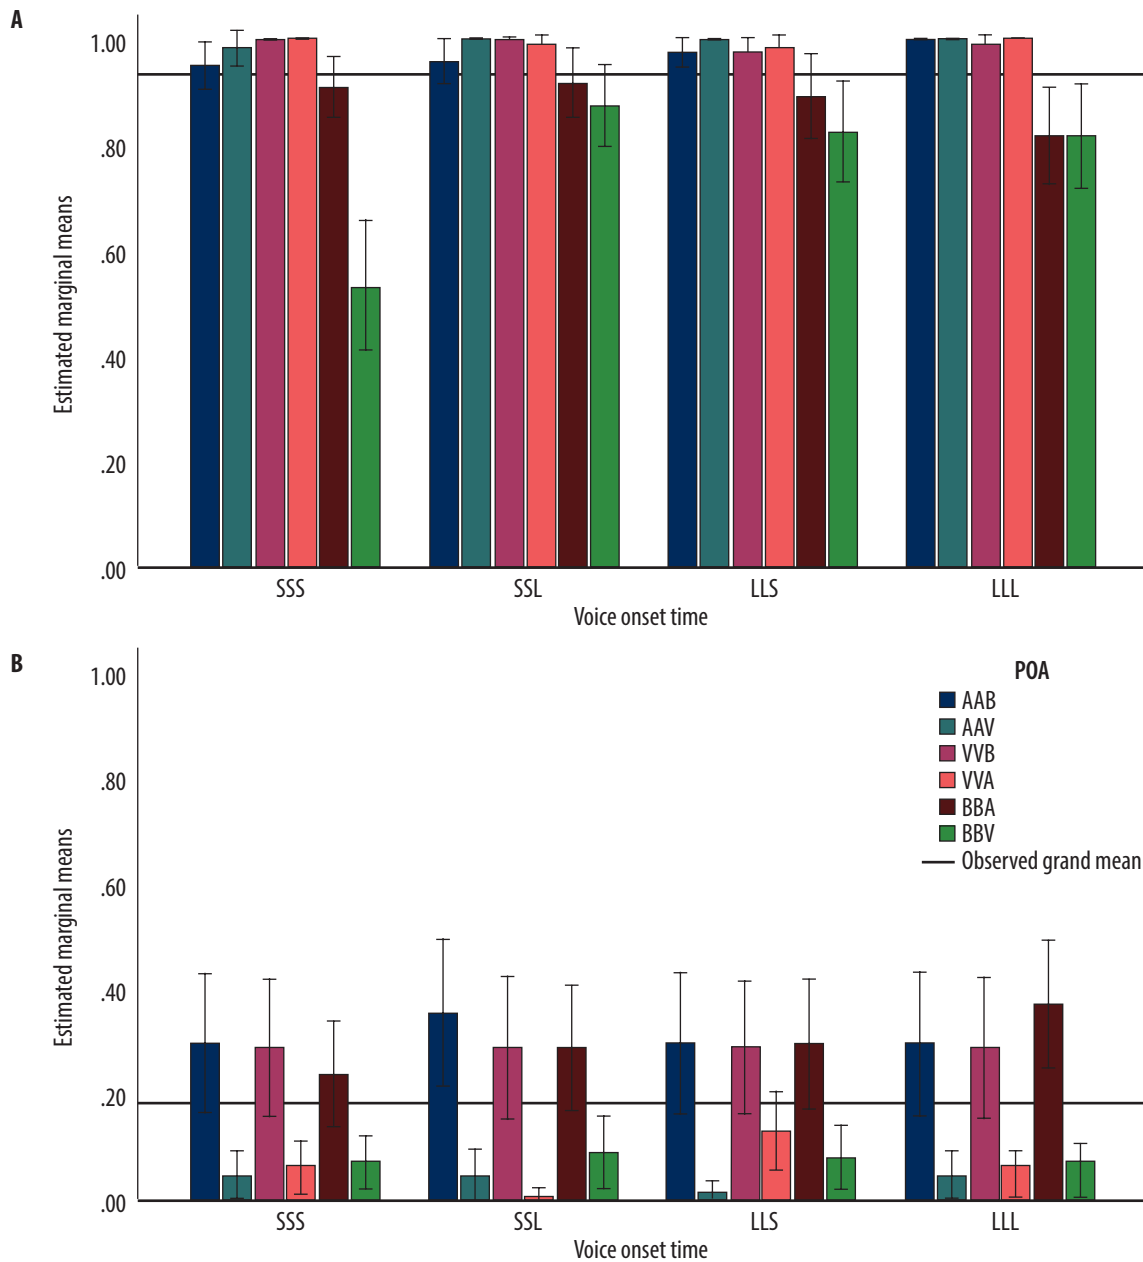 A
1.00
.80
.60
.40
.20
.00
Estimated marginal means
SSS SSL LLS LLL
Voice onset time
B
1.00
.80
.60
.40
.20
.00
Estimated marginal means
POA
AAB
AAV
VVB
VVA
BBA
BBV
Observed grand mean
SSS SSL LLS LLL
Voice onset time